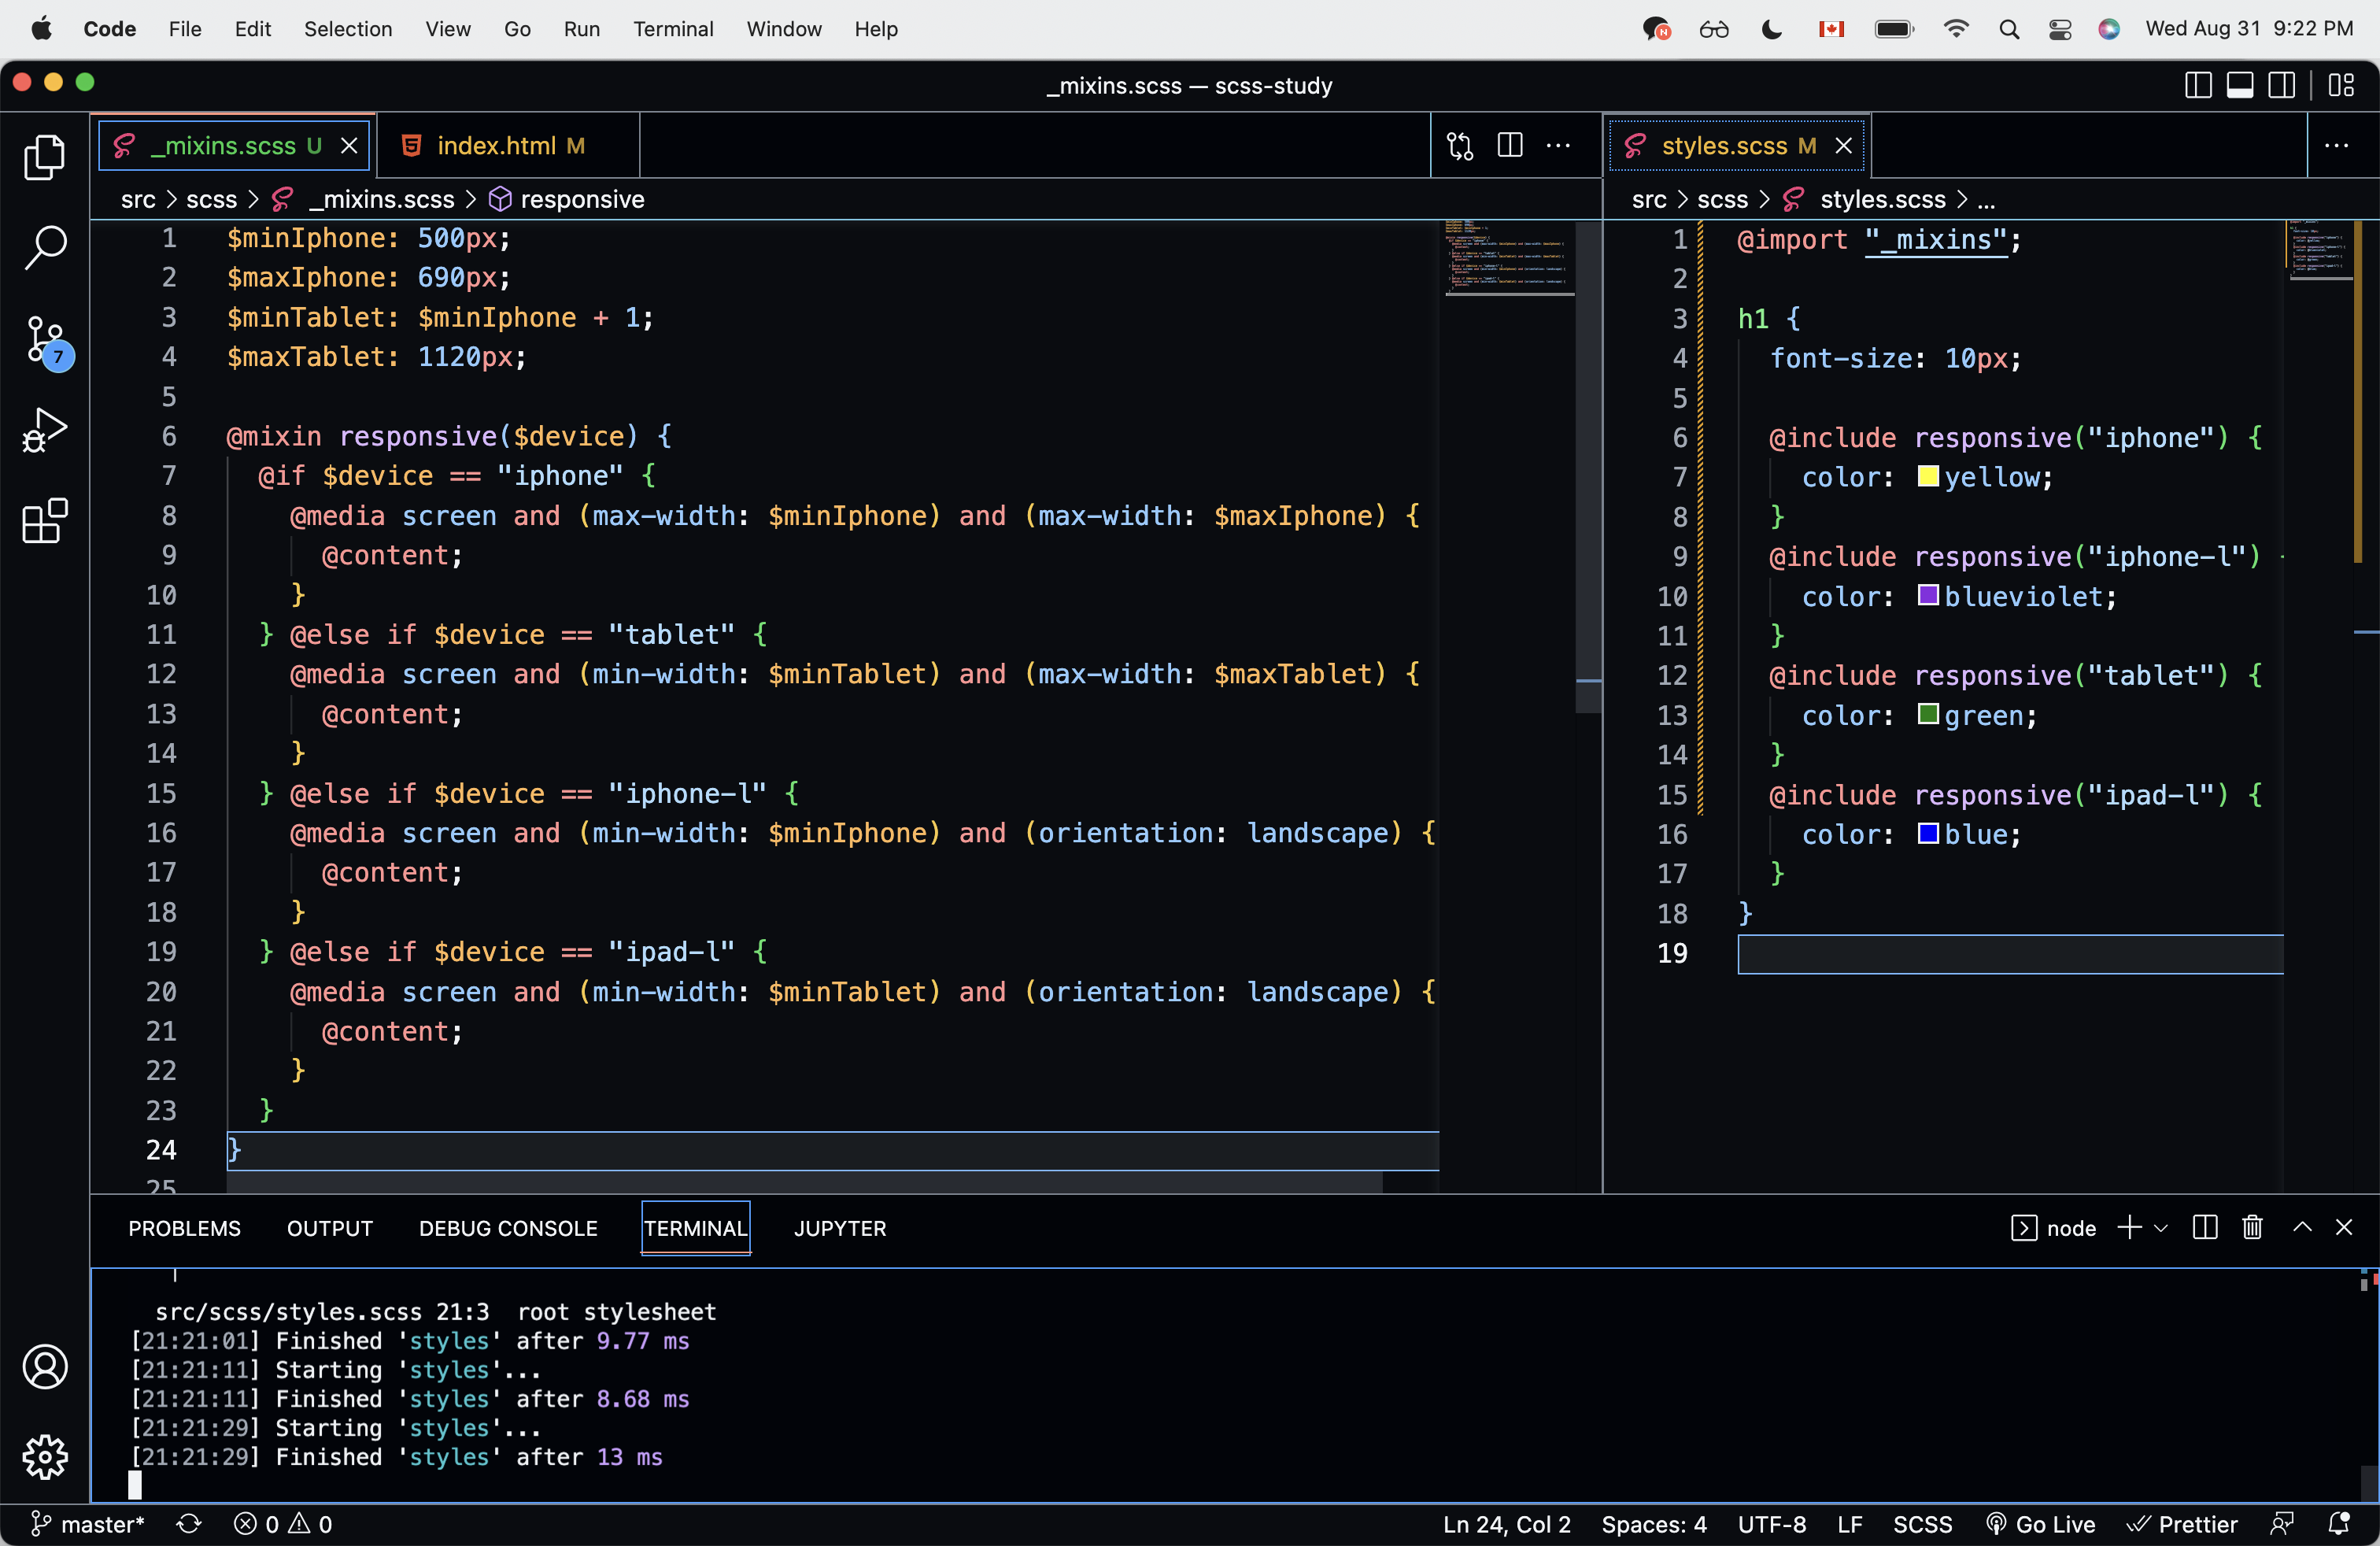 Code File Edit Selection View Go Run Terminal Window Help Wed Aug 31 9:22 PM
_mixins.scss — scss-study
_mixins.scss U
index.html M
src > scss > _mixins.scss > responsive
1 $minIphone: 500px;
2 $maxIphone: 690px;
3 $minTablet: $minIphone + 1;
4 $maxTablet: 1120px;
5
6 @mixin responsive($device) {
7 @if $device == "iphone" {
8 @media screen and (max-width: $minIphone) and (max-width: $maxIphone) {
9 @content;
10 }
11 } @else if $device == "tablet" {
12 @media screen and (min-width: $minTablet) and (max-width: $maxTablet) {
13 @content;
14 }
15 } @else if $device == "iphone-l" {
16 @media screen and (min-width: $minIphone) and (orientation: landscape) {
17 @content;
18 }
19 } @else if $device == "ipad-l" {
20 @media screen and (min-width: $minTablet) and (orientation: landscape) {
21 @content;
22 }
23 }
24 }
25
styles.scss M
src > scss > styles.scss > ...
1 @import "_mixins";
2
3 h1 {
4 font-size: 10px;
5
6 @include responsive("iphone") {
7 color: yellow;
8 }
9 @include responsive("iphone-l")
10 color: blueviolet;
11 }
12 @include responsive("tablet") {
13 color: green;
14 }
15 @include responsive("ipad-l") {
16 color: blue;
17 }
18 }
19
7
PROBLEMS OUTPUT DEBUG CONSOLE TERMINAL JUPYTER node
src/scss/styles.scss 21:3 root stylesheet
[21:21:01] Finished 'styles' after 9.77 ms
[21:21:11] Starting 'styles'...
[21:21:11] Finished 'styles' after 8.68 ms
[21:21:29] Starting 'styles'...
[21:21:29] Finished 'styles' after 13 ms
master* 0 0 Ln 24, Col 2 Spaces: 4 UTF-8 LF SCSS Go Live Prettier